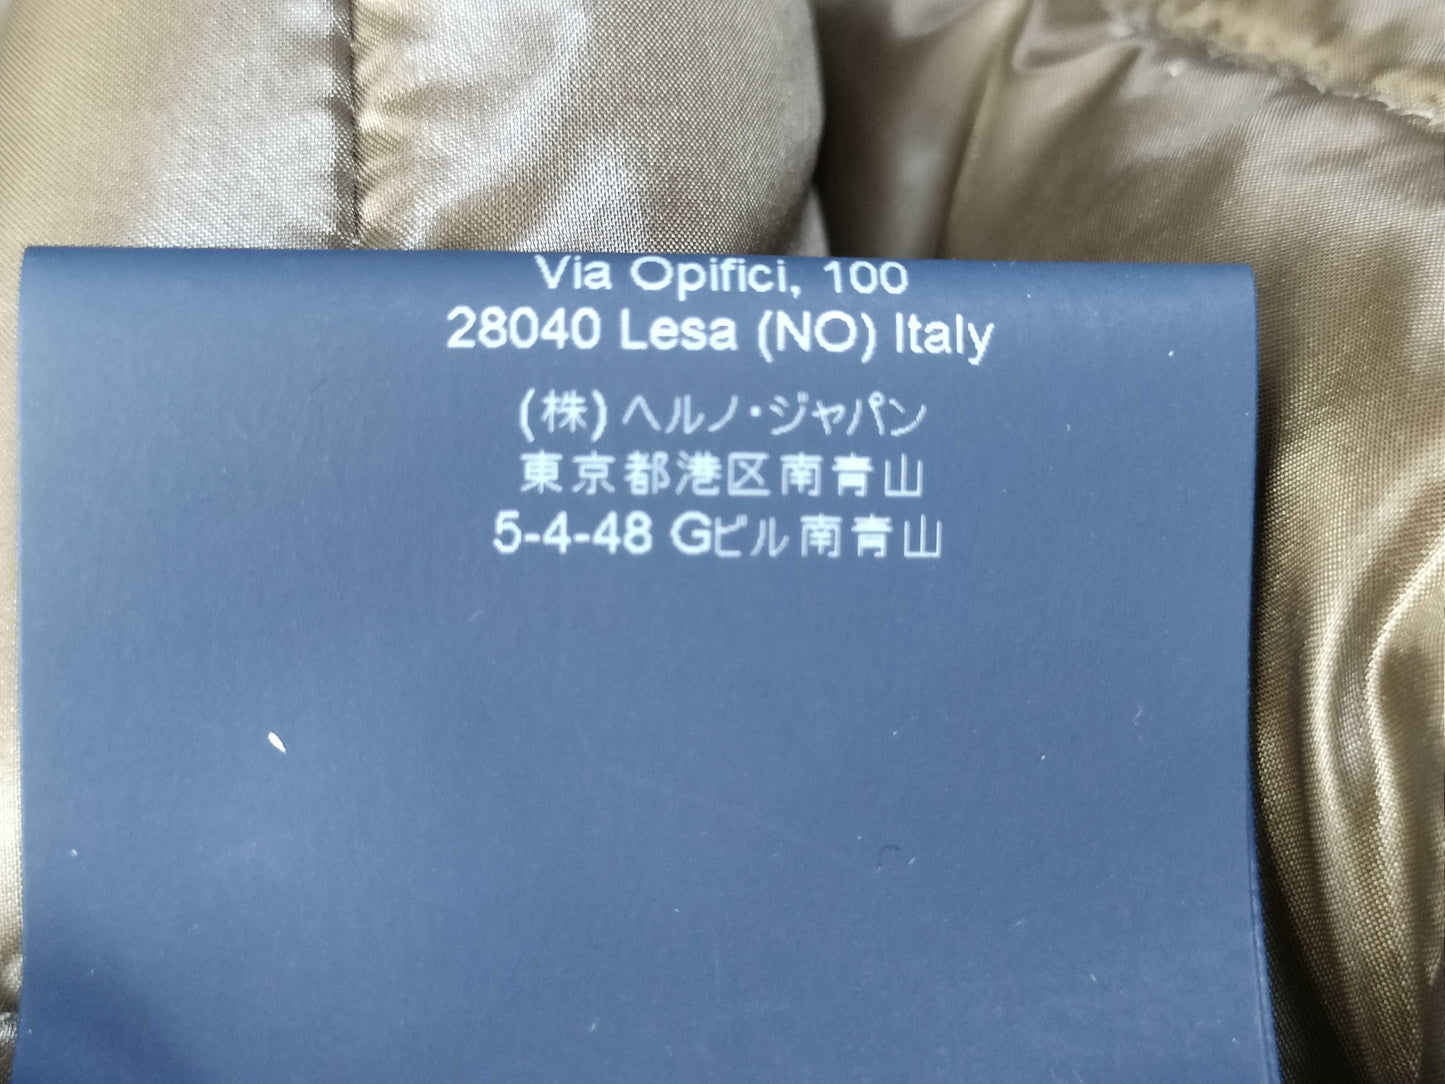 Via Opifici, 100
28040 Lesa (NO) Italy
(株) ヘルノ・ジャパン
東京都港区南青山
5-4-48 Gビル南青山